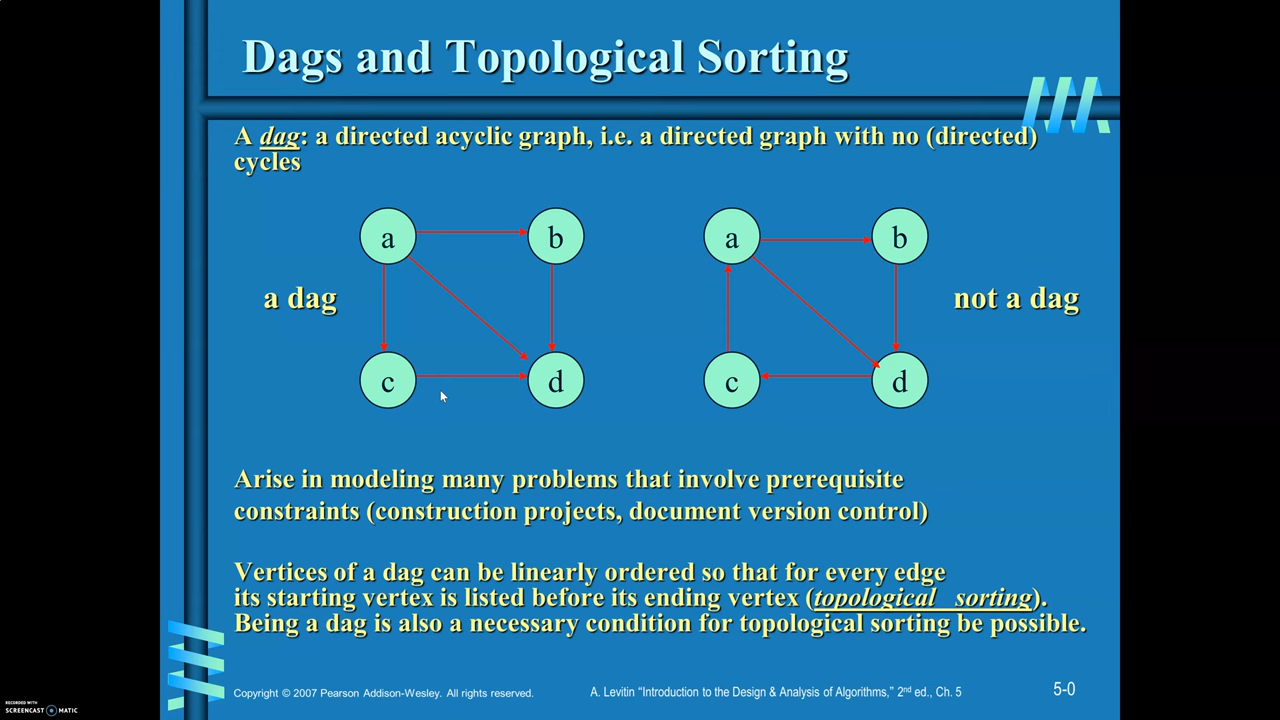 Dags and Topological Sorting
A dag: a directed acyclic graph, i.e. a directed graph with no (directed)
cycles
a b a b
a dag not a dag
c d c d
Arise in modeling many problems that involve prerequisite
constraints (construction projects, document version control)
Vertices of a dag can be linearly ordered so that for every edge
its starting vertex is listed before its ending vertex (topological sorting).
Being a dag is also a necessary condition for topological sorting be possible.
Copyright © 2007 Pearson Addison-Wesley. All rights reserved. A. Levitin “Introduction to the Design & Analysis of Algorithms,” 2nd ed., Ch. 5 5-0
RECORDED WITH
SCREENCAST MATIC